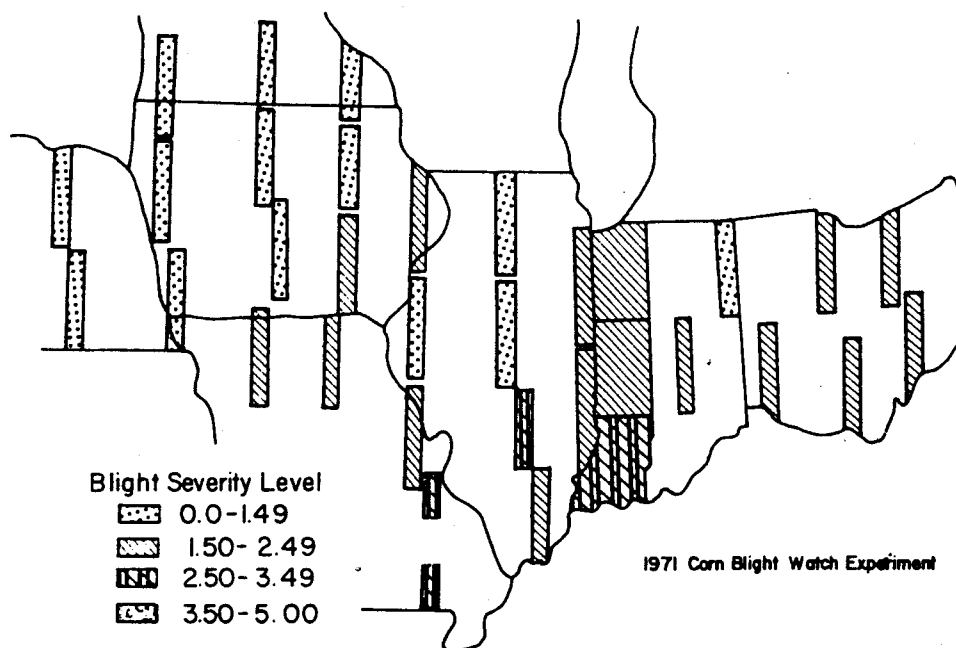 Blight Severity Level
0.0-1.49
1.50-2.49
2.50-3.49
3.50-5.00
1971 Corn Blight Watch Experiment